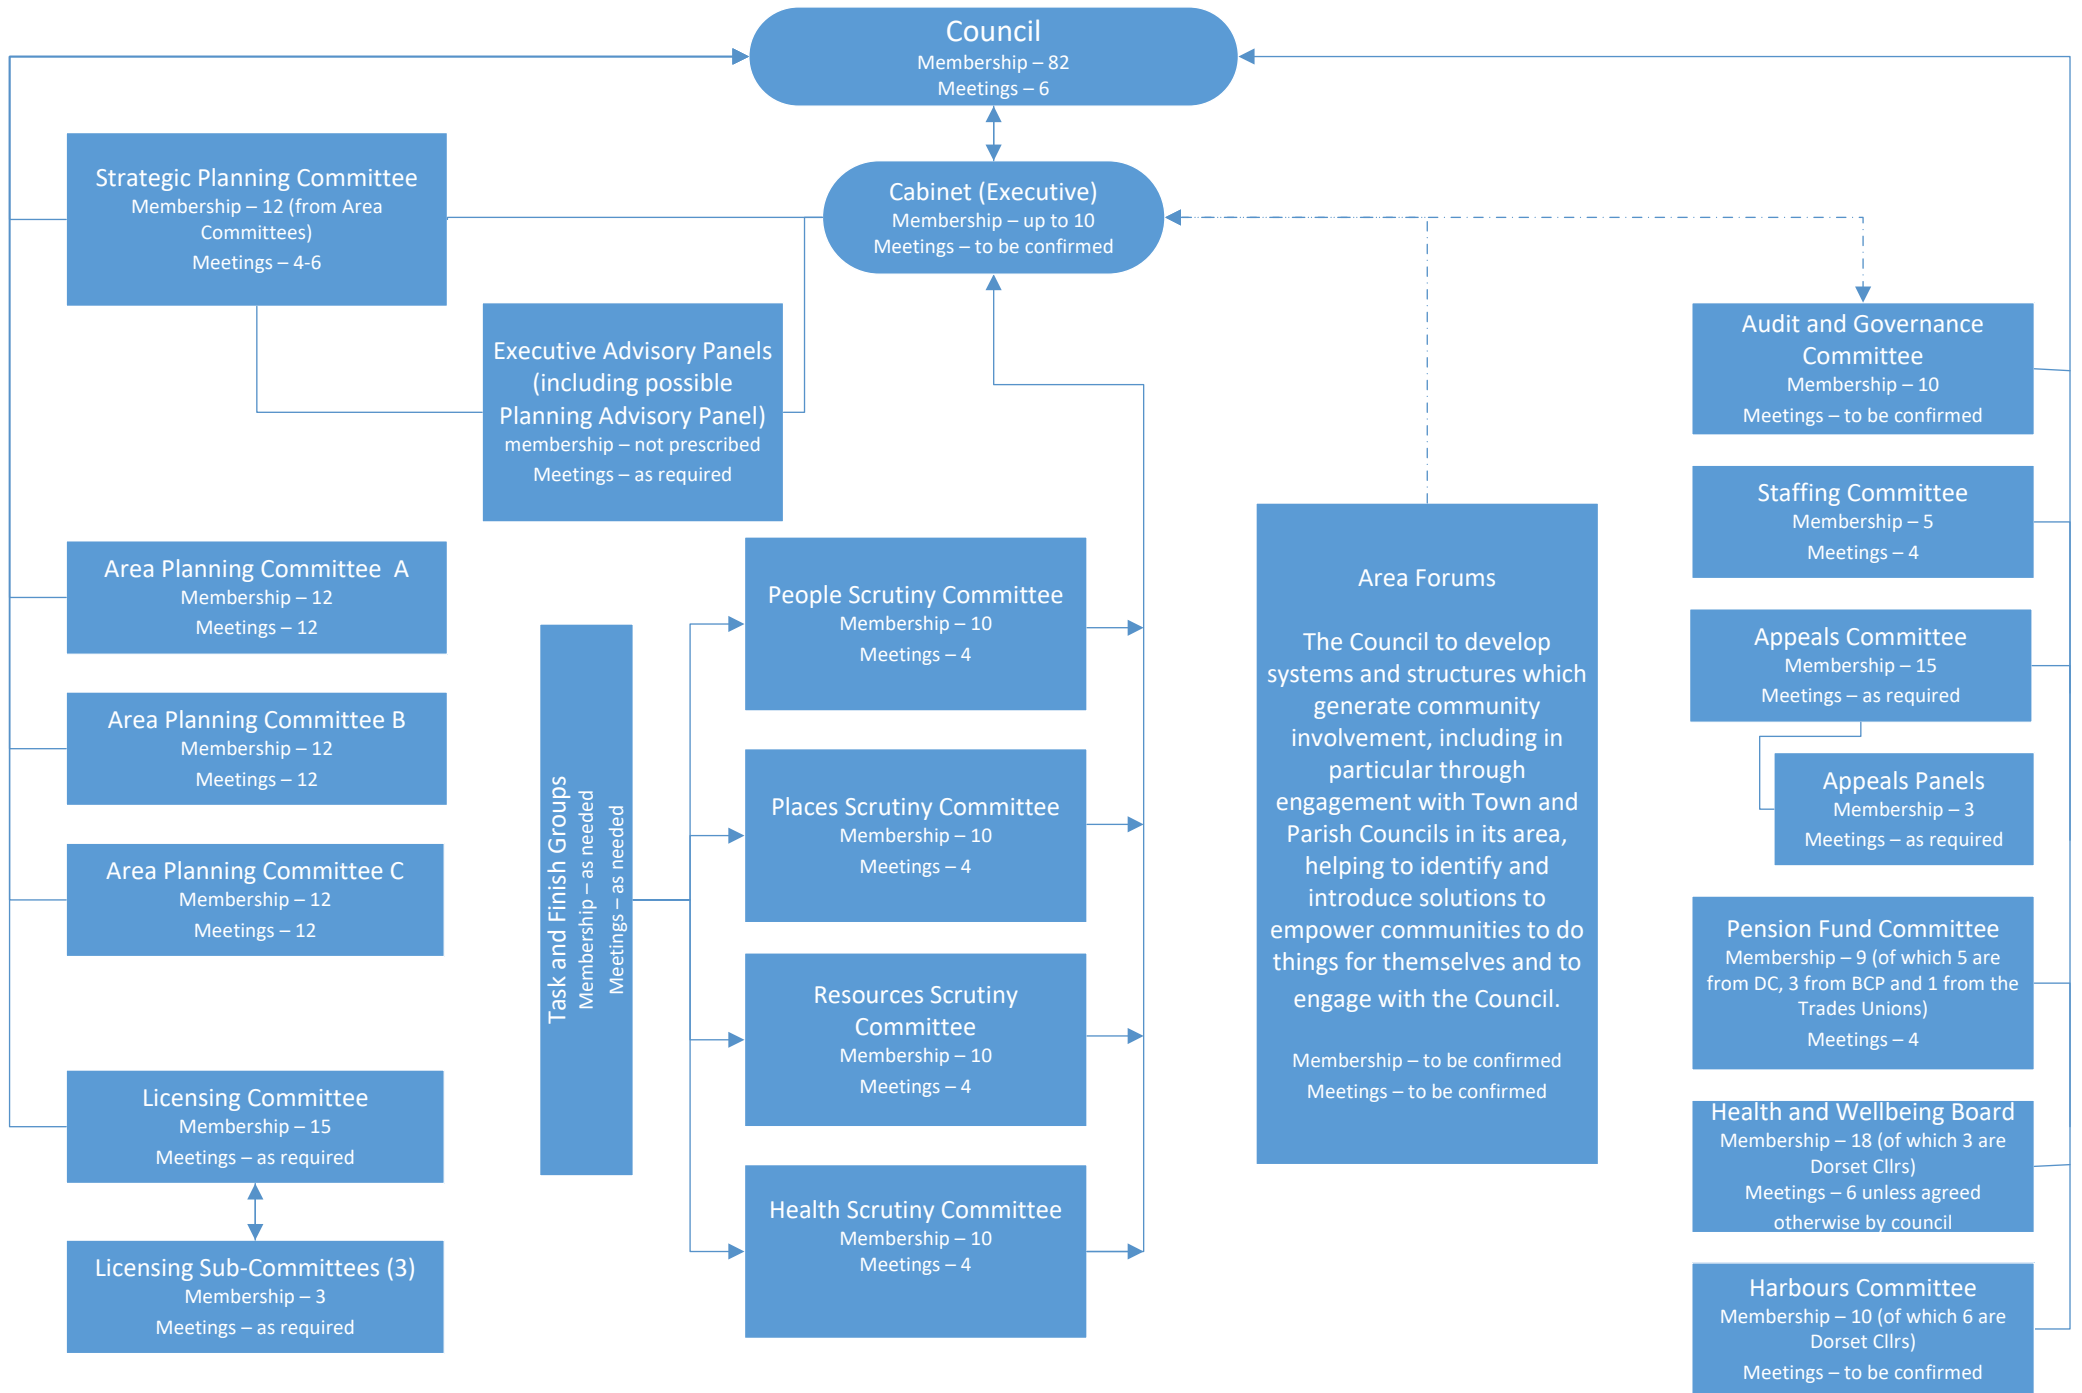 Council
Membership – 82
Meetings – 6
Cabinet (Executive)
Membership – up to 10
Meetings – to be confirmed
Strategic Planning Committee
Membership – 12 (from Area
Committees)
Meetings – 4-6
Executive Advisory Panels
(including possible
Planning Advisory Panel)
membership – not prescribed
Meetings – as required
Area Planning Committee  A
Membership – 12
Meetings – 12
Area Planning Committee B
Membership – 12
Meetings – 12
Area Planning Committee C
Membership – 12
Meetings – 12
Licensing Committee
Membership – 15
Meetings – as required
Licensing Sub-Committees (3)
Membership – 3
Meetings – as required
Task and Finish Groups
Membership – as needed
Meetings – as needed
People Scrutiny Committee
Membership – 10
Meetings – 4
Places Scrutiny Committee
Membership – 10
Meetings – 4
Resources Scrutiny
Committee
Membership – 10
Meetings – 4
Health Scrutiny Committee
Membership – 10
Meetings – 4
Area Forums
The Council to develop
systems and structures which
generate community
involvement, including in
particular through
engagement with Town and
Parish Councils in its area,
helping to identify and
introduce solutions to
empower communities to do
things for themselves and to
engage with the Council.
Membership – to be confirmed
Meetings – to be confirmed
Audit and Governance
Committee
Membership – 10
Meetings – to be confirmed
Staffing Committee
Membership – 5
Meetings – 4
Appeals Committee
Membership – 15
Meetings – as required
Appeals Panels
Membership – 3
Meetings – as required
Pension Fund Committee
Membership – 9 (of which 5 are
from DC, 3 from BCP and 1 from the
Trades Unions)
Meetings – 4
Health and Wellbeing Board
Membership – 18 (of which 3 are
Dorset Cllrs)
Meetings – 6 unless agreed
otherwise by council
Harbours Committee
Membership – 10 (of which 6 are
Dorset Cllrs)
Meetings – to be confirmed